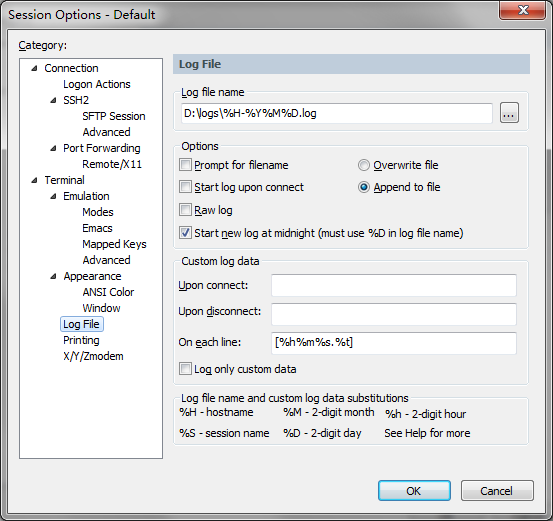 Session Options - Default
Category:
Connection
Logon Actions
SSH2
SFTP Session
Advanced
Port Forwarding
Remote/X11
Terminal
Emulation
Modes
Emacs
Mapped Keys
Advanced
Appearance
ANSI Color
Window
Log File
Printing
X/Y/Zmodem
Log File
Log file name
D:\logs\%H-%Y%M%D.log
...
Options
Prompt for filename
Overwrite file
Start log upon connect
Append to file
Raw log
Start new log at midnight (must use %D in log file name)
Custom log data
Upon connect:
Upon disconnect:
On each line: [%h%m%s.%t]
Log only custom data
Log file name and custom log data substitutions
%H - hostname %M - 2-digit month %h - 2-digit hour
%S - session name %D - 2-digit day See Help for more
OK Cancel